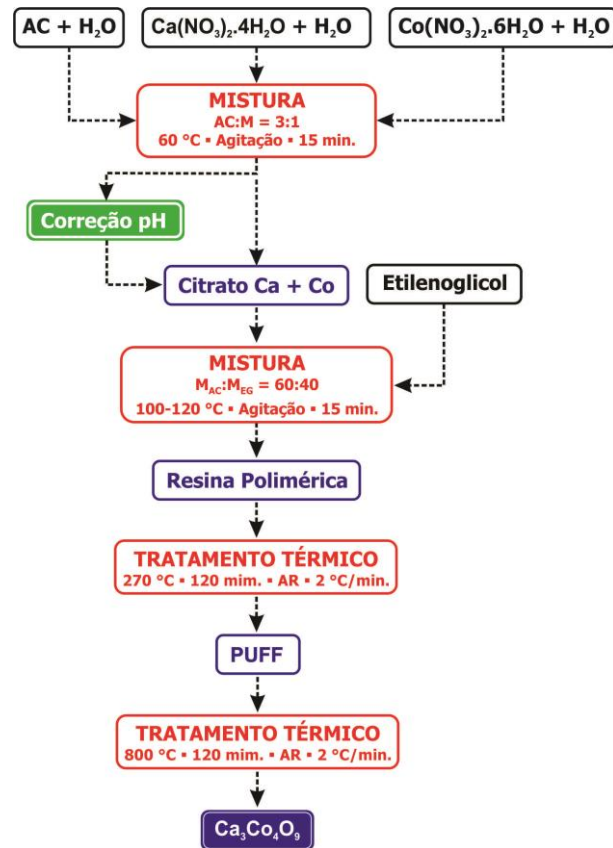 AC + H₂O
Ca(NO₃)₂.4H₂O + H₂O
Co(NO₃)₂.6H₂O + H₂O
MISTURA
AC:M = 3:1
60 °C ▪ Agitação ▪ 15 min.
Correção pH
Citrato Ca + Co
Etilenoglicol
MISTURA
M_AC:M_EG = 60:40
100-120 °C ▪ Agitação ▪ 15 min.
Resina Polimérica
TRATAMENTO TÉRMICO
270 °C ▪ 120 mim. ▪ AR ▪ 2 °C/min.
PUFF
TRATAMENTO TÉRMICO
800 °C ▪ 120 mim. ▪ AR ▪ 2 °C/min.
Ca₃Co₄O₉